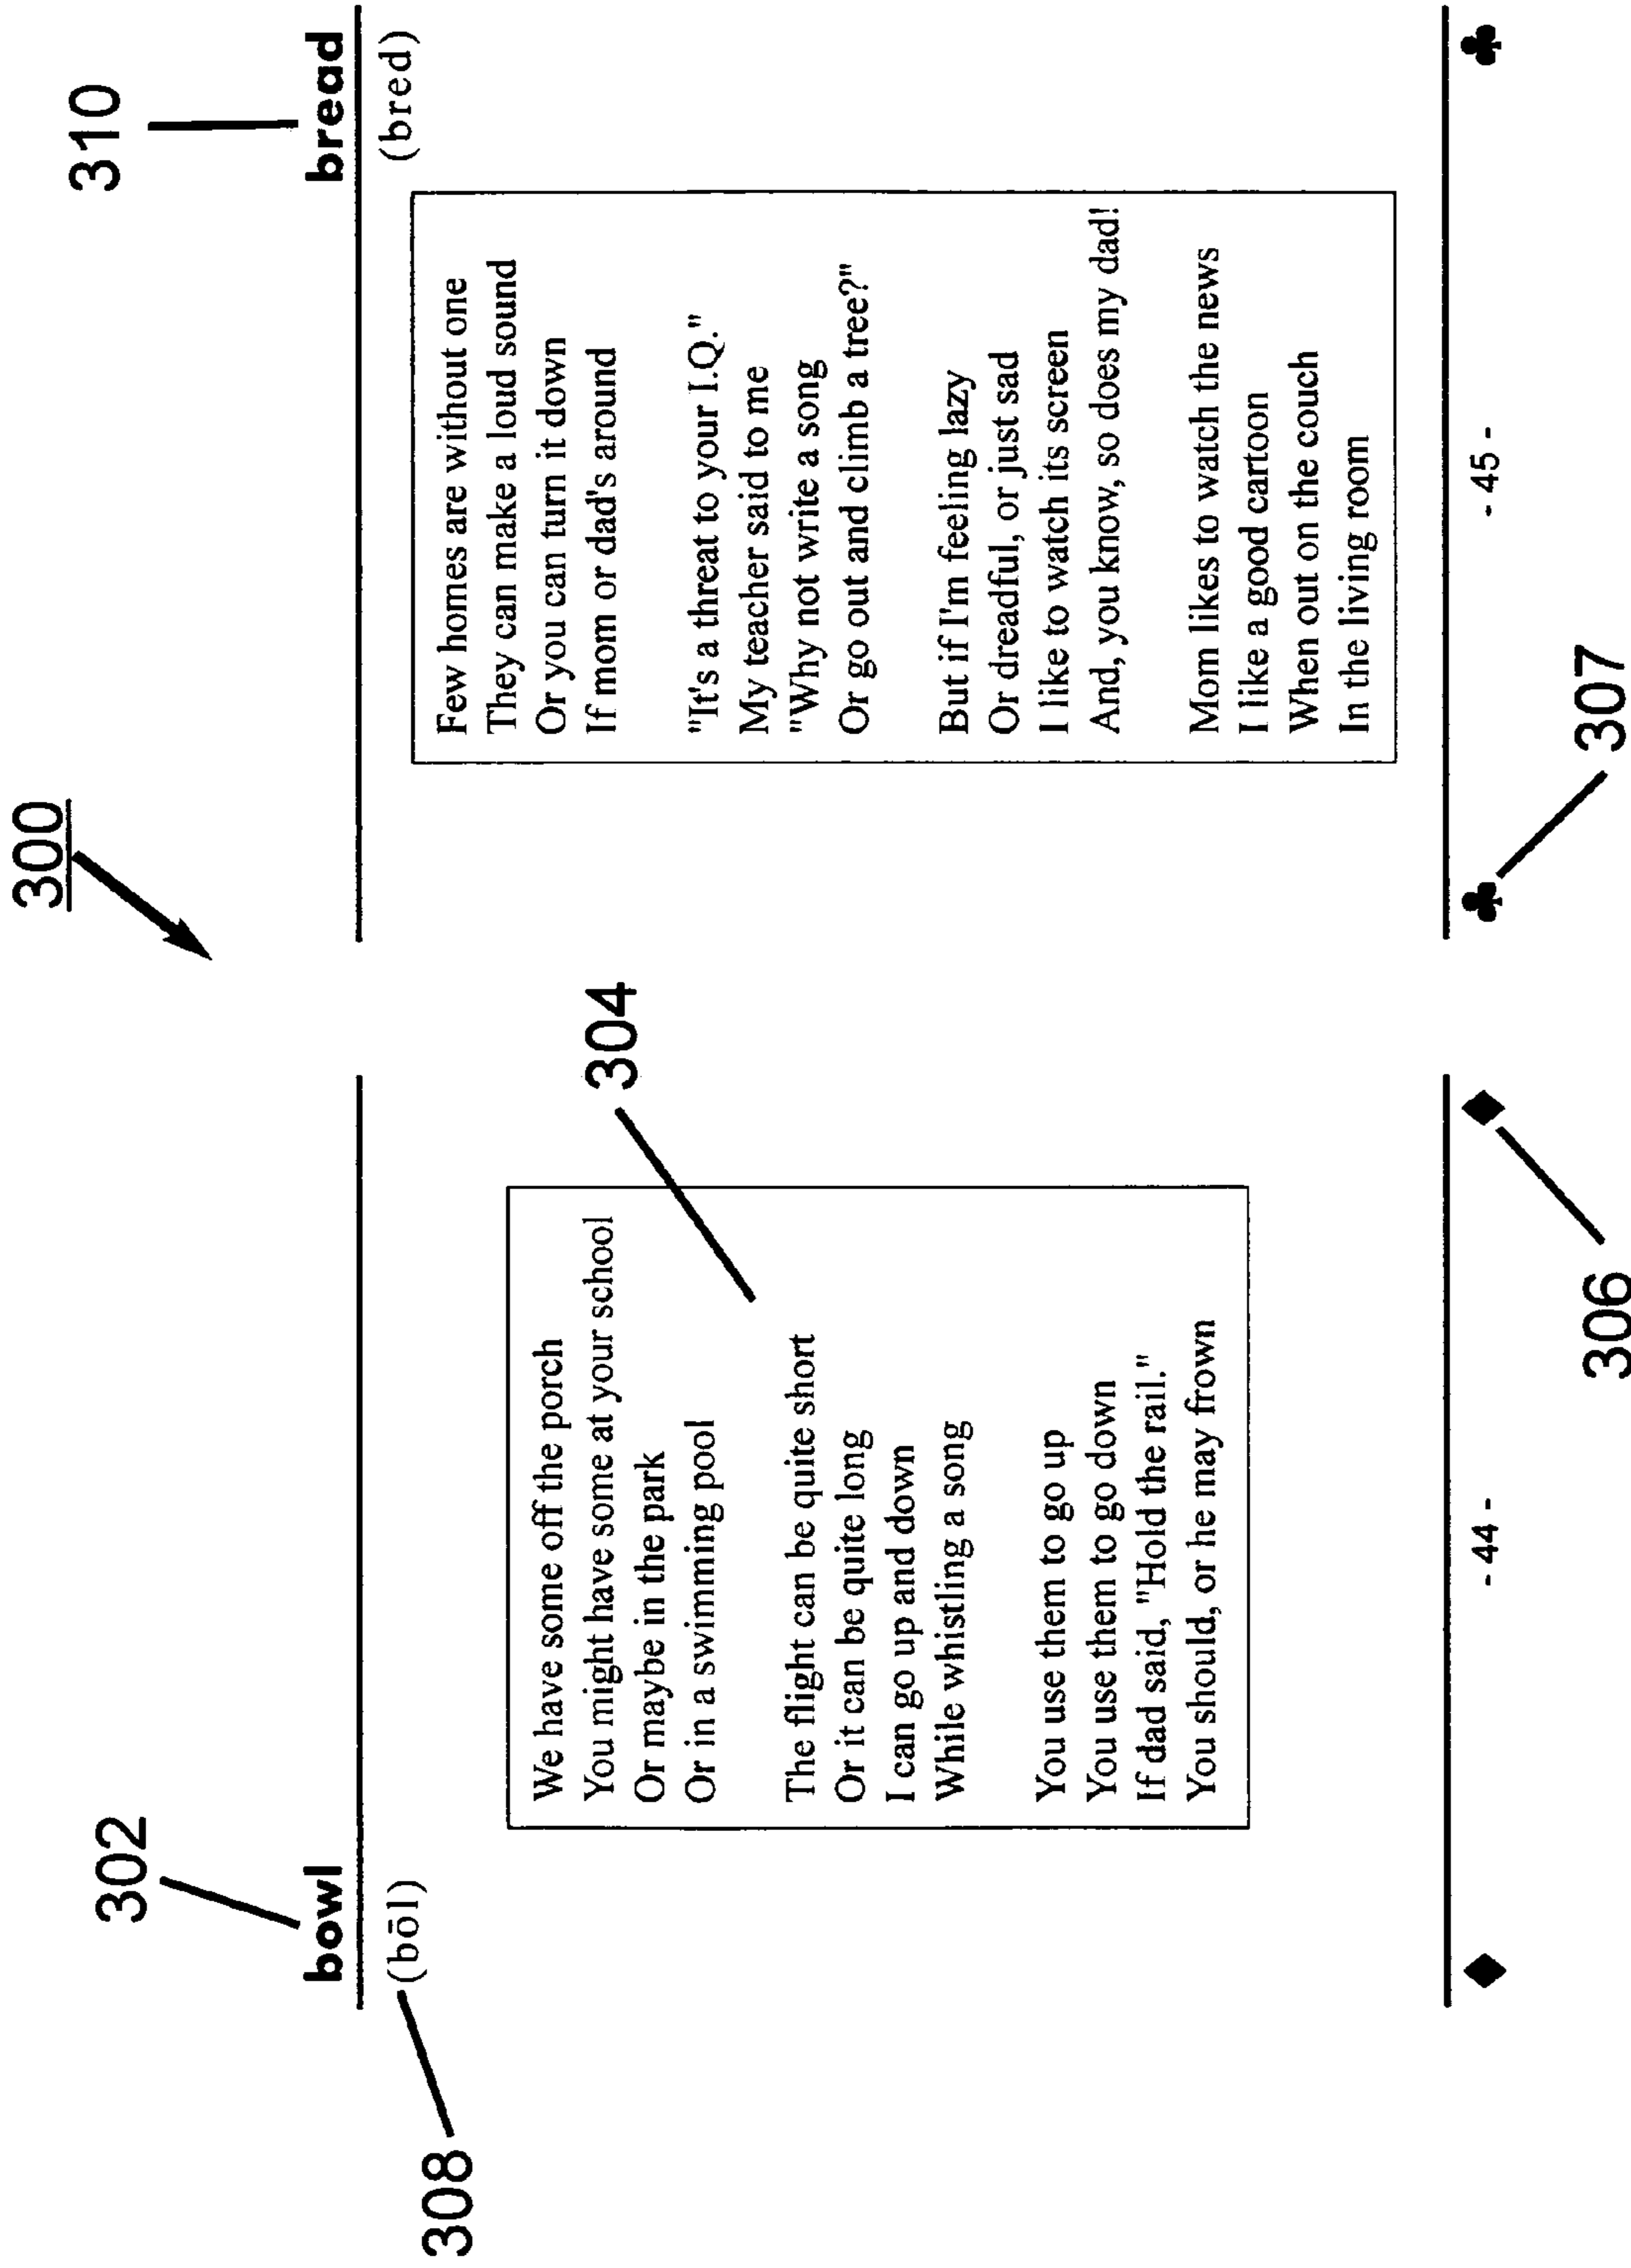 300
302
310
bowl
bread
308
(bōl)
(bred)
We have some off the porch
You might have some at your school
Or maybe in the park
Or in a swimming pool
The flight can be quite short
Or it can be quite long
I can go up and down
While whistling a song
You use them to go up
You use them to go down
If dad said, "Hold the rail."
You should, or he may frown
304
Few homes are without one
They can make a loud sound
Or you can turn it down
If mom or dad's around
"It's a threat to your I.Q."
My teacher said to me
"Why not write a song
Or go out and climb a tree?"
But if I'm feeling lazy
Or dreadful, or just sad
I like to watch its screen
And, you know, so does my dad!
Mom likes to watch the news
I like a good cartoon
When out on the couch
In the living room
- 44 -
- 45 -
306
307